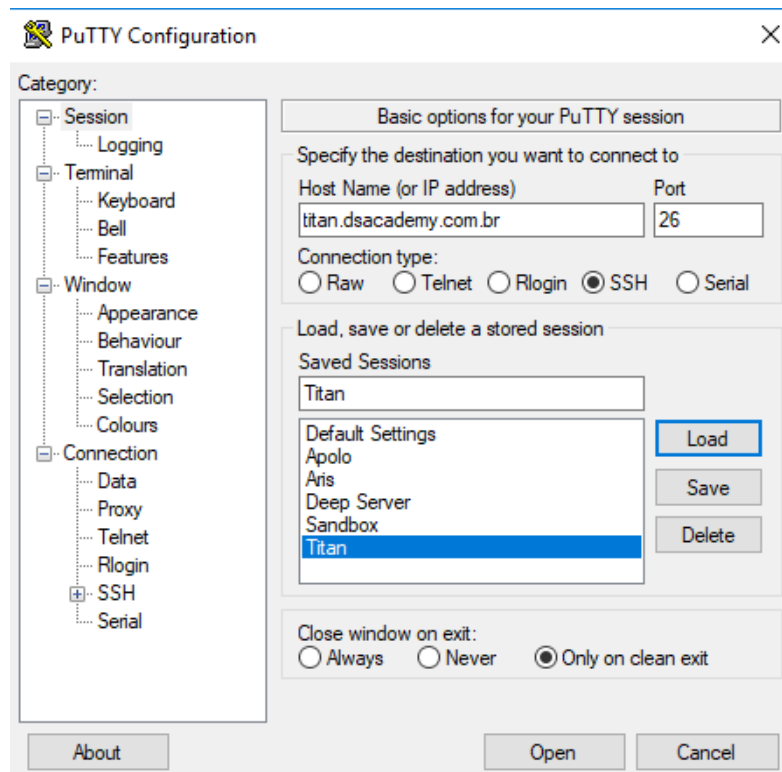 PuTTY Configuration
Category:
Session
Logging
Terminal
Keyboard
Bell
Features
Window
Appearance
Behaviour
Translation
Selection
Colours
Connection
Data
Proxy
Telnet
Rlogin
SSH
Serial
Basic options for your PuTTY session
Specify the destination you want to connect to
Host Name (or IP address) Port
titan.dsacademy.com.br 26
Connection type:
Raw Telnet Rlogin SSH Serial
Load, save or delete a stored session
Saved Sessions
Titan
Default Settings
Apolo
Aris
Deep Server
Sandbox
Titan
Load
Save
Delete
Close window on exit:
Always Never Only on clean exit
About Open Cancel